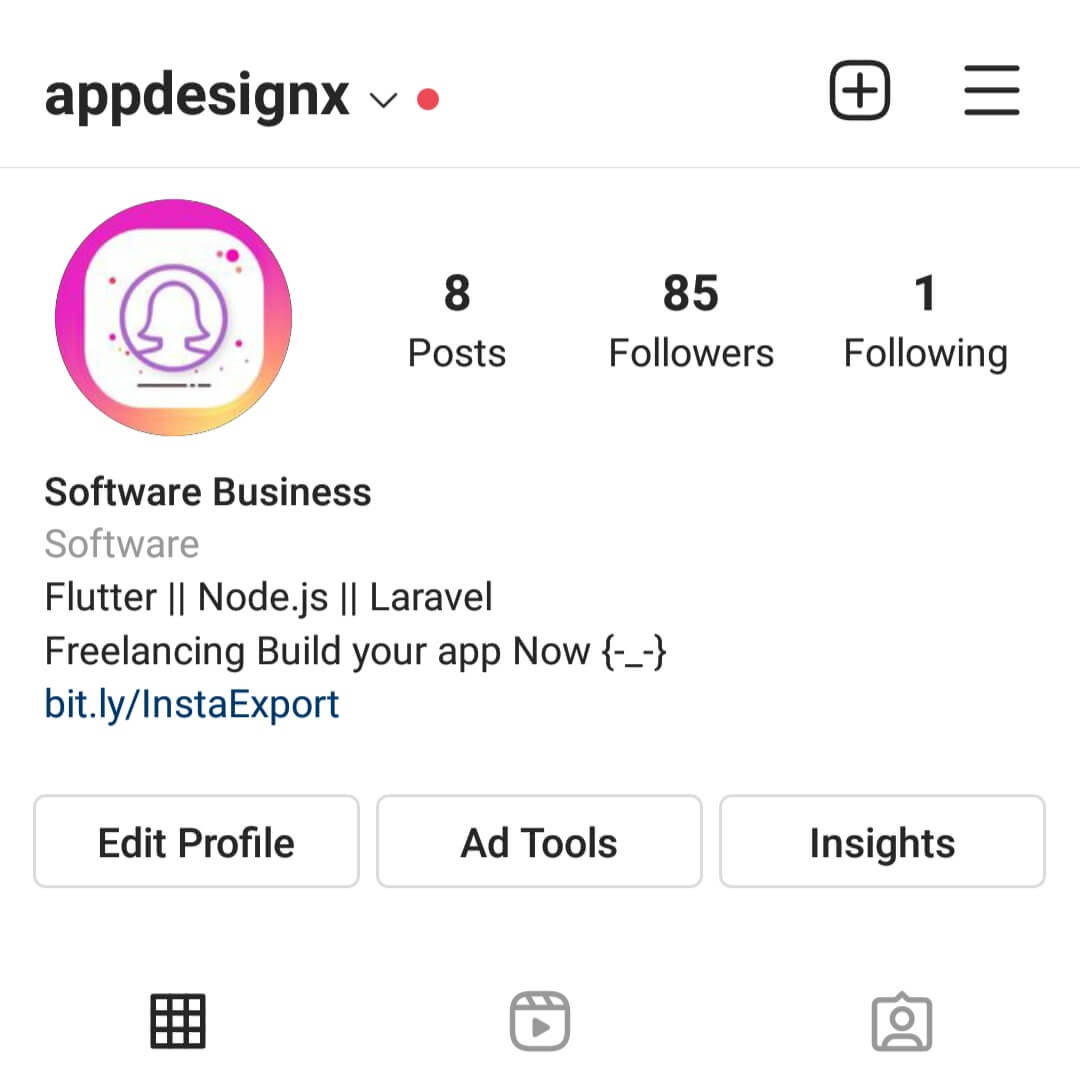 appdesignx
8 85 1
Posts Followers Following
Software Business
Software
Flutter || Node.js || Laravel
Freelancing Build your app Now {-_-}
bit.ly/InstaExport
Edit Profile Ad Tools Insights